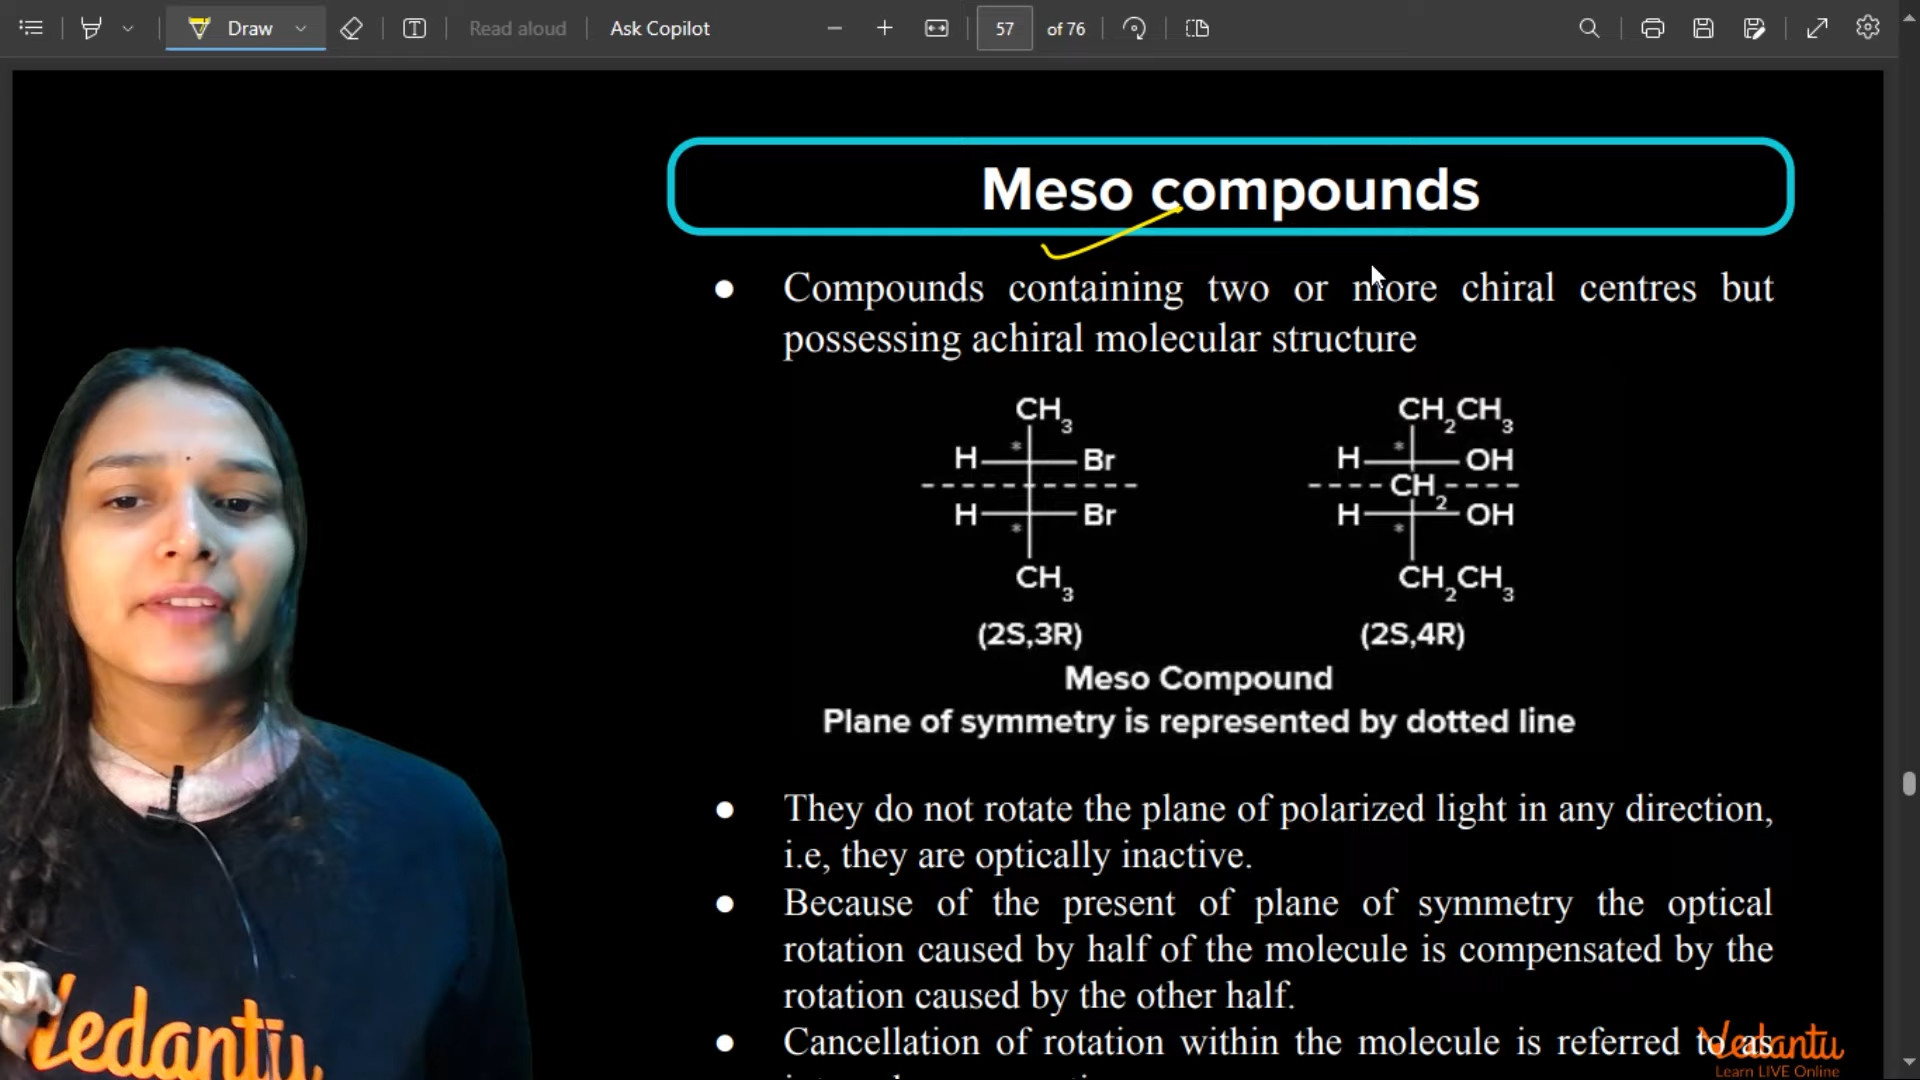 Draw
Read aloud
Ask Copilot
57
of 76
Meso compounds
● Compounds containing two or more chiral centres but
possessing achiral molecular structure
CH3 CH2CH3
H * Br H * OH
CH2
H * Br H * OH
CH3 CH2CH3
(2S,3R) (2S,4R)
Meso Compound
Plane of symmetry is represented by dotted line
● They do not rotate the plane of polarized light in any direction,
i.e, they are optically inactive.
● Because of the present of plane of symmetry the optical
rotation caused by half of the molecule is compensated by the
rotation caused by the other half.
● Cancellation of rotation within the molecule is referred to as
Vedantu
Learn LIVE Online
Vedantu